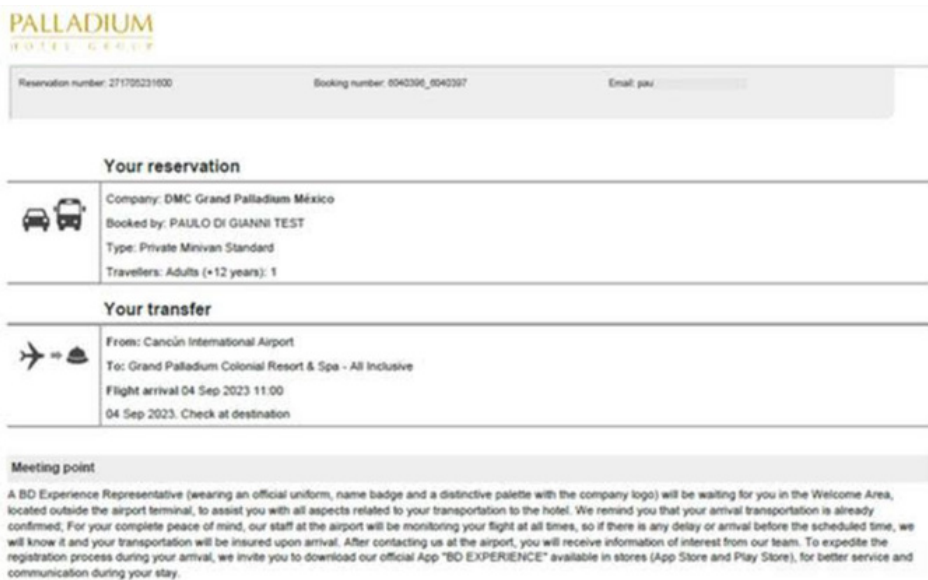 PALLADIUM
HOTEL GROUP
Reservation number: 271705231600 Booking number: 6040396_6040397 Email: pau
Your reservation
Company: DMC Grand Palladium México
Booked by: PAULO DI GIANNI TEST
Type: Private Minivan Standard
Travellers: Adults (+12 years): 1
Your transfer
From: Cancún International Airport
To: Grand Palladium Colonial Resort & Spa - All Inclusive
Flight arrival 04 Sep 2023 11:00
04 Sep 2023. Check at destination
Meeting point
A BD Experience Representative (wearing an official uniform, name badge and a distinctive palette with the company logo) will be waiting for you in the Welcome Area,
located outside the airport terminal, to assist you with all aspects related to your transportation to the hotel. We remind you that your arrival transportation is already
confirmed; For your complete peace of mind, our staff at the airport will be monitoring your flight at all times, so if there is any delay or arrival before the scheduled time, we
will know it and your transportation will be insured upon arrival. After contacting us at the airport, you will receive information of interest from our team. To expedite the
registration process during your arrival, we invite you to download our official App "BD EXPERIENCE" available in stores (App Store and Play Store), for better service and
communication during your stay.